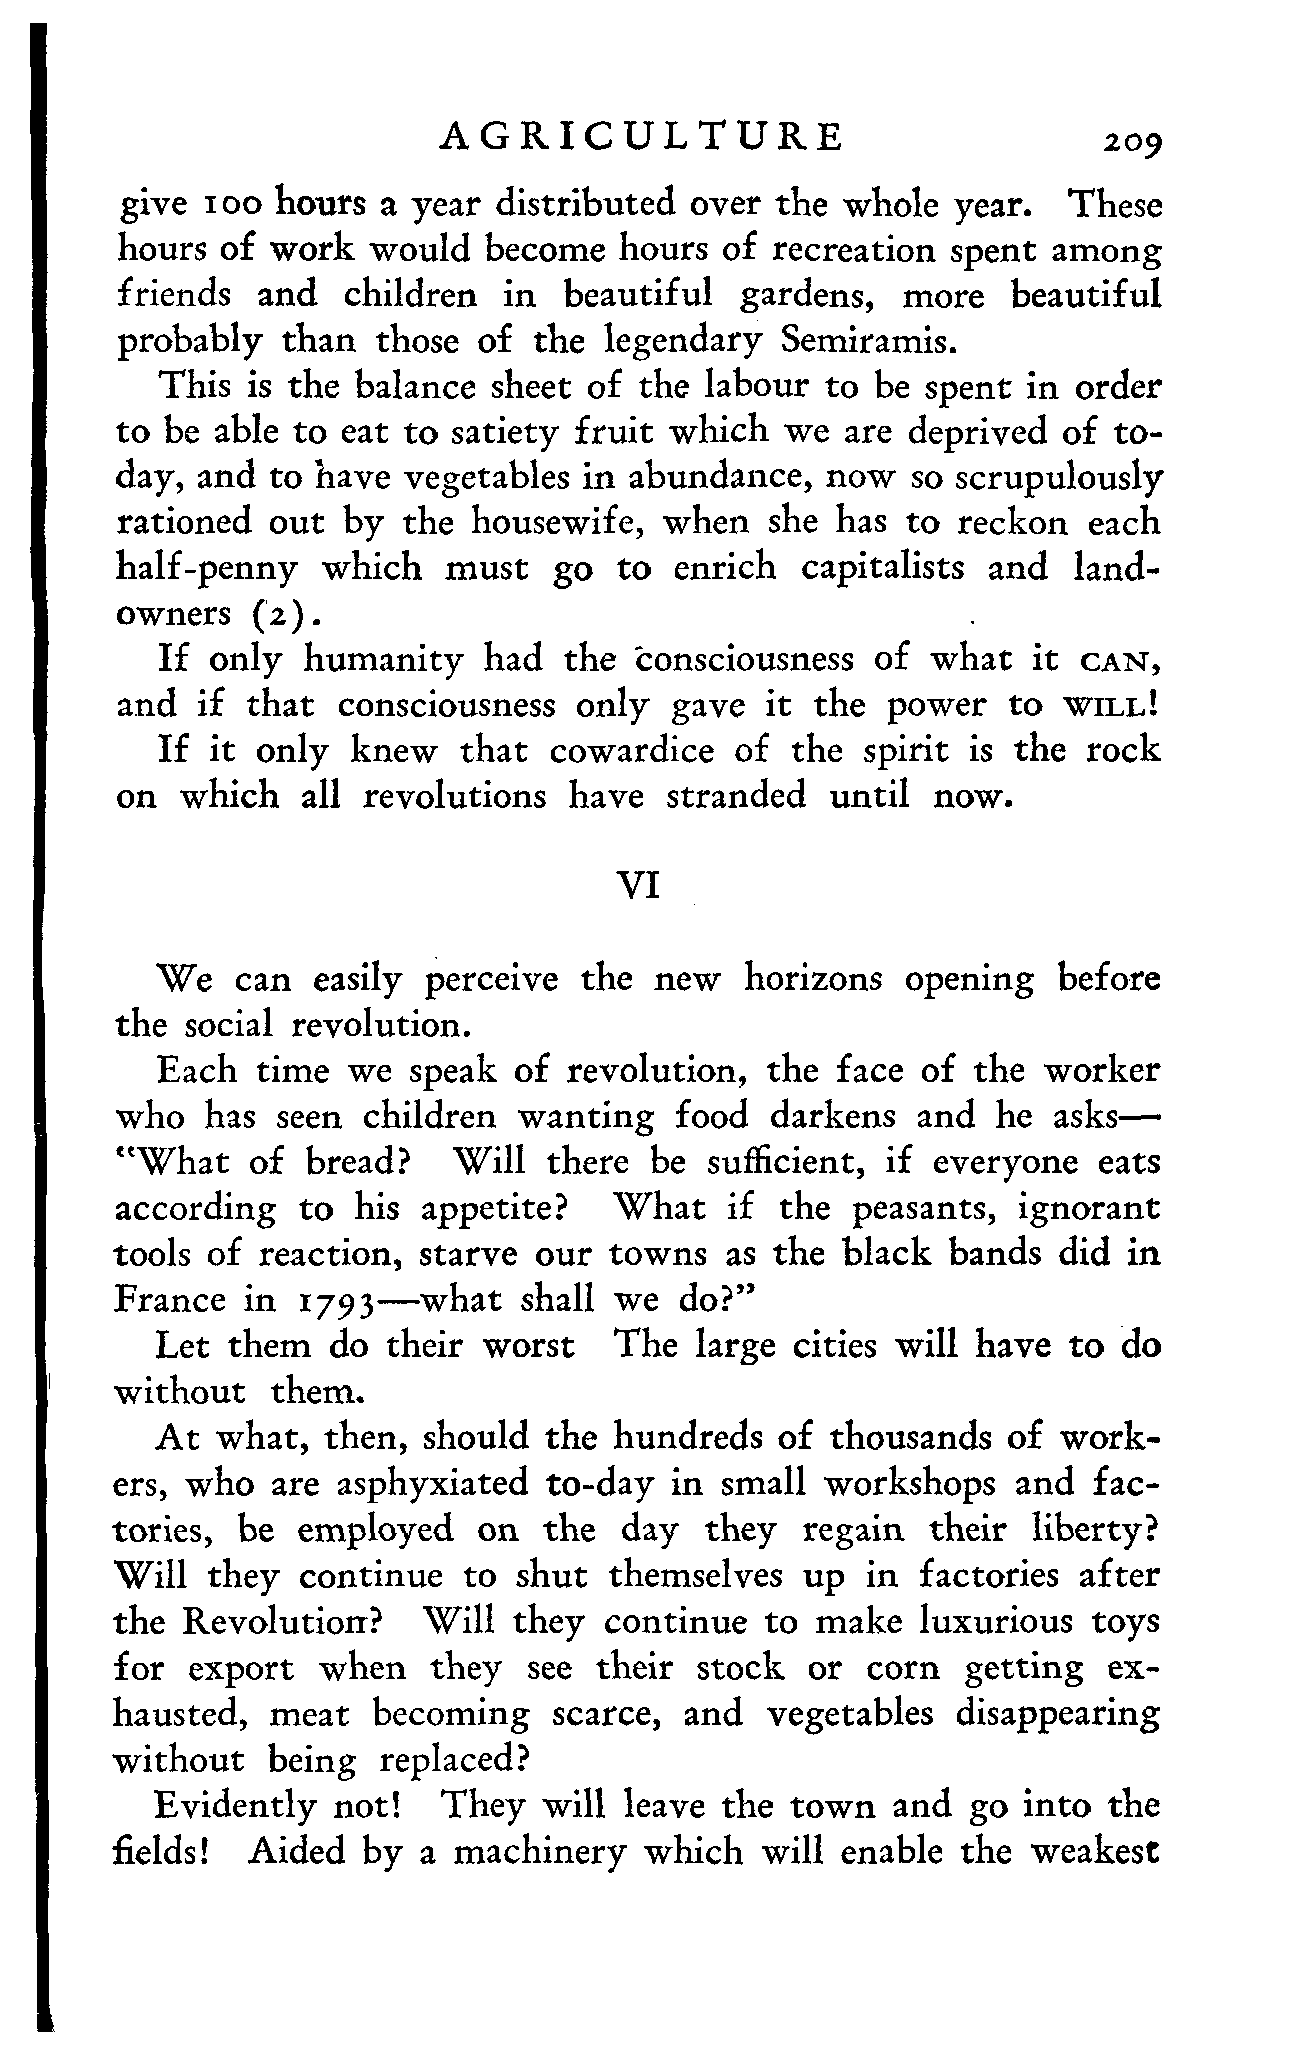 AGRICULTURE 209
give 100 hours a year distributed over the whole year. These
hours of work would become hours of recreation spent among
friends and children in beautiful gardens, more beautiful
probably than those of the legendary Semiramis.
This is the balance sheet of the labour to be spent in order
to be able to eat to satiety fruit which we are deprived of to-
day, and to have vegetables in abundance, now so scrupulously
rationed out by the housewife, when she has to reckon each
half-penny which must go to enrich capitalists and land-
owners (2).
If only humanity had the consciousness of what it CAN,
and if that consciousness only gave it the power to WILL!
If it only knew that cowardice of the spirit is the rock
on which all revolutions have stranded until now.
VI
We can easily perceive the new horizons opening before
the social revolution.
Each time we speak of revolution, the face of the worker
who has seen children wanting food darkens and he asks—
"What of bread? Will there be sufficient, if everyone eats
according to his appetite? What if the peasants, ignorant
tools of reaction, starve our towns as the black bands did in
France in 1793—what shall we do?"
Let them do their worst The large cities will have to do
without them.
At what, then, should the hundreds of thousands of work-
ers, who are asphyxiated to-day in small workshops and fac-
tories, be employed on the day they regain their liberty?
Will they continue to shut themselves up in factories after
the Revolution? Will they continue to make luxurious toys
for export when they see their stock or corn getting ex-
hausted, meat becoming scarce, and vegetables disappearing
without being replaced?
Evidently not! They will leave the town and go into the
fields! Aided by a machinery which will enable the weakest